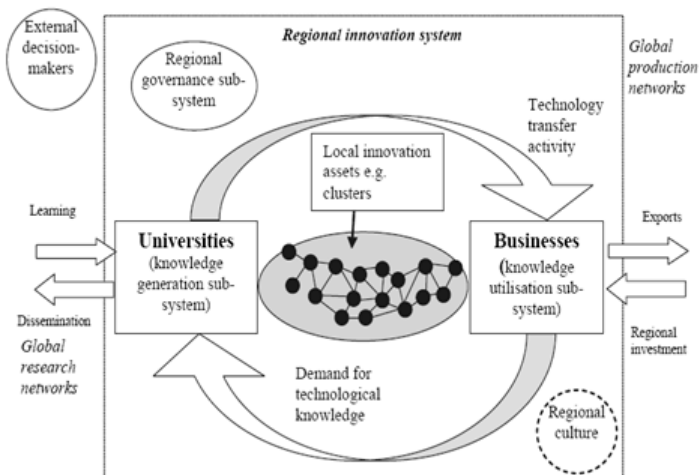 External
decision-
makers
Regional innovation system
Regional
governance sub-
system
Global
production
networks
Technology
transfer
activity
Local innovation
assets e.g.
clusters
Learning
Universities
(knowledge
generation sub-
system)
Businesses
(knowledge
utilisation sub-
system)
Exports
Dissemination
Global
research
networks
Regional
investment
Demand for
technological
knowledge
Regional
culture